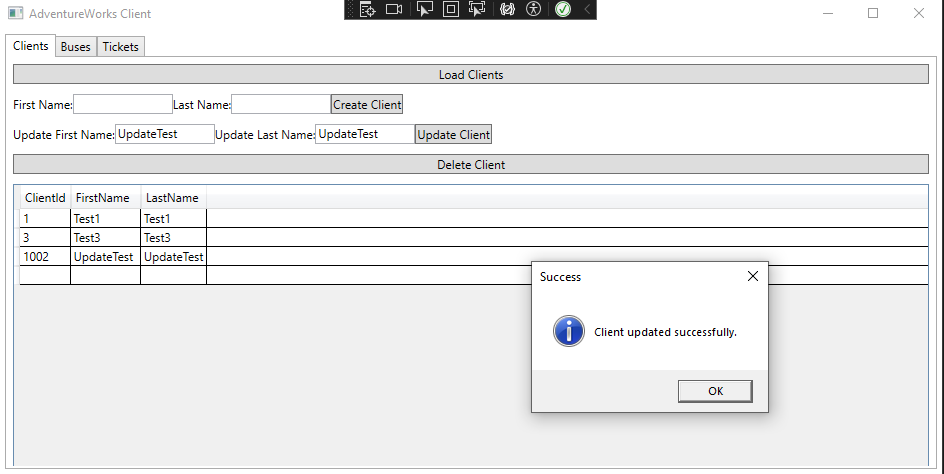 AdventureWorks Client
Clients Buses Tickets
Load Clients
First Name: Last Name: Create Client
Update First Name: UpdateTest Update Last Name: UpdateTest Update Client
Delete Client
ClientId FirstName LastName
1 Test1 Test1
3 Test3 Test3
1002 UpdateTest UpdateTest
Success
Client updated successfully.
OK